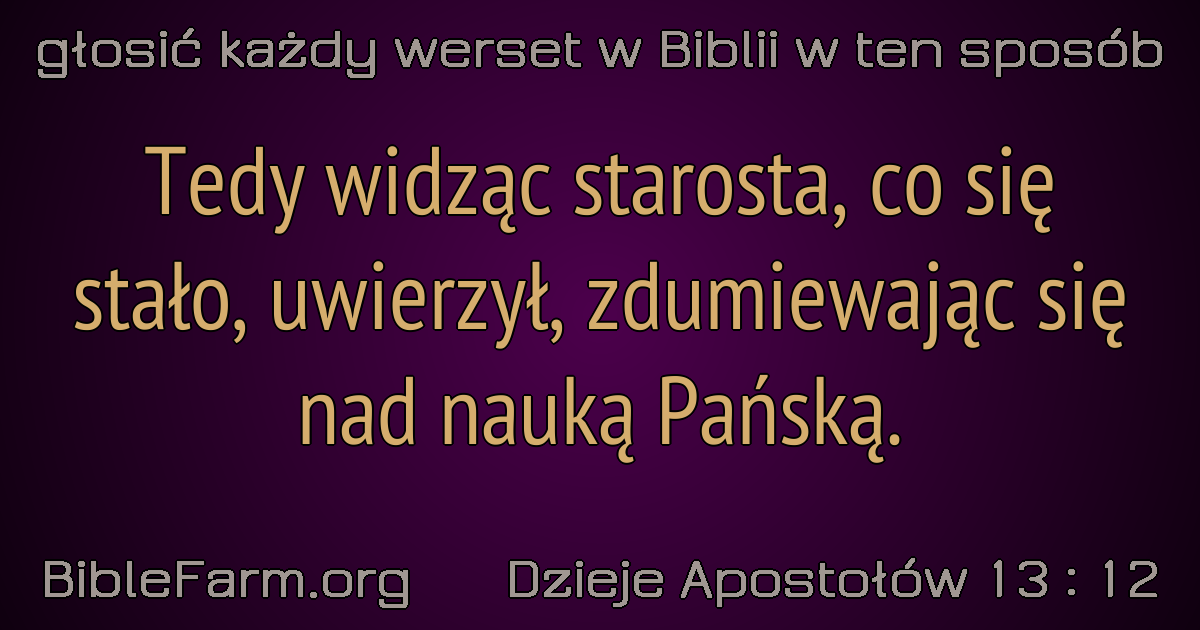 głosić każdy werset w Biblii w ten sposób
Tedy widząc starosta, co się
stało, uwierzył, zdumiewając się
nad nauką Pańską.
BibleFarm.org Dzieje Apostołów 13 : 12